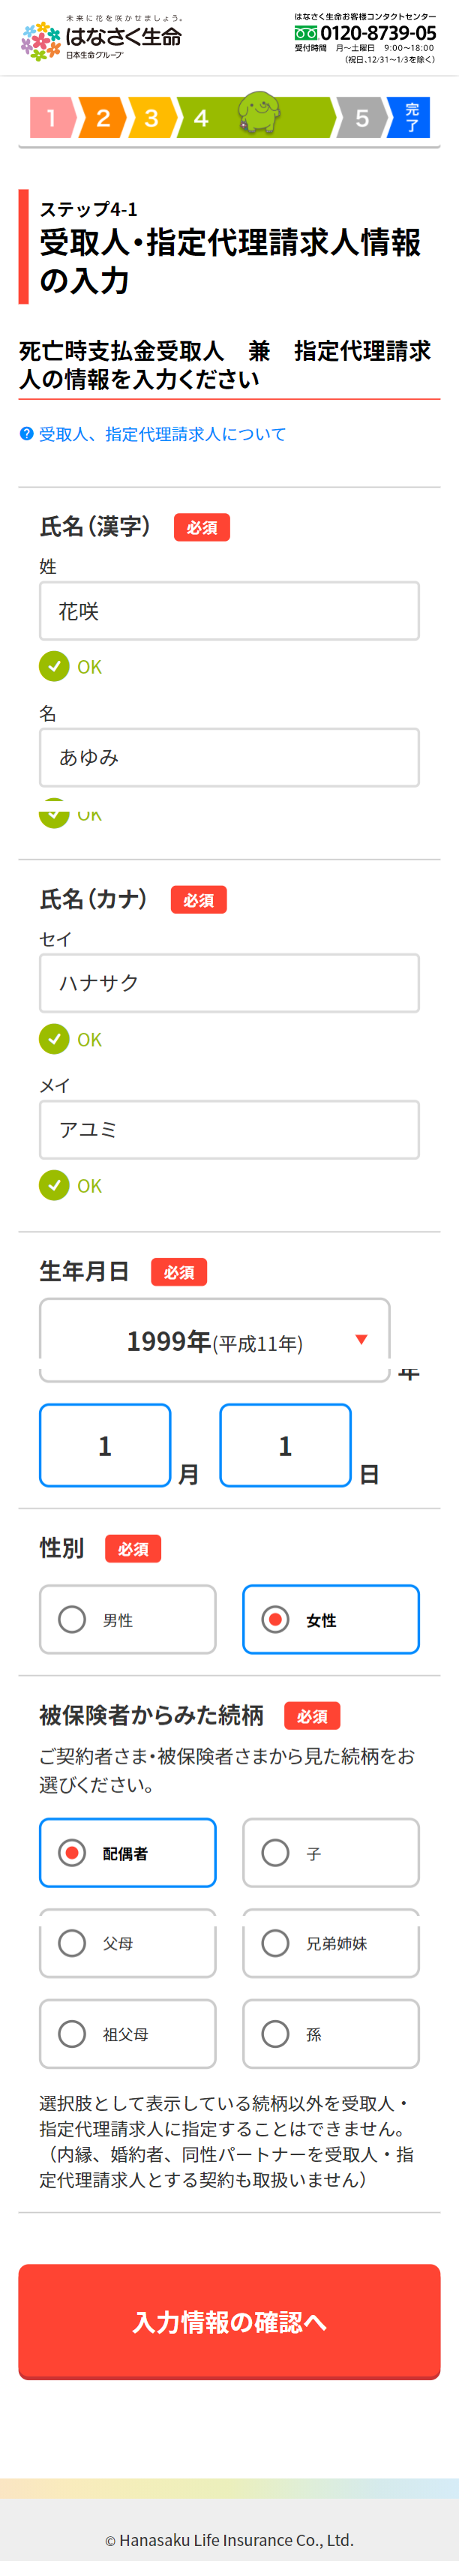 未来に花を咲かせましょう。
はなさく生命
日本生命グループ
はなさく生命お客様コンタクトセンター
0120-8739-05
受付時間 月〜土曜日 9:00〜18:00
（祝日、12/31〜1/3を除く）
1 2 3 4 5 完了
ステップ4-1
受取人・指定代理請求人情報
の入力
死亡時支払金受取人　兼　指定代理請求
人の情報を入力ください
? 受取人、指定代理請求人について
氏名（漢字） 必須
姓
花咲
OK
名
あゆみ
OK
氏名（カナ） 必須
セイ
ハナサク
OK
メイ
アユミ
OK
生年月日 必須
1999年(平成11年)
年
1 月 1 日
性別 必須
男性 女性
被保険者からみた続柄 必須
ご契約者さま・被保険者さまから見た続柄をお
選びください。
配偶者 子
父母 兄弟姉妹
祖父母 孫
選択肢として表示している続柄以外を受取人・
指定代理請求人に指定することはできません。
（内縁、婚約者、同性パートナーを受取人・指
定代理請求人とする契約も取扱いません）
入力情報の確認へ
© Hanasaku Life Insurance Co., Ltd.